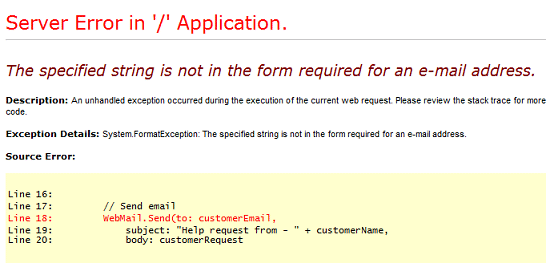 Server Error in '/' Application.
The specified string is not in the form required for an e-mail address.
Description: An unhandled exception occurred during the execution of the current web request. Please review the stack trace for more
code.
Exception Details: System.FormatException: The specified string is not in the form required for an e-mail address.
Source Error:
Line 16:
Line 17:        // Send email
Line 18:        WebMail.Send(to: customerEmail,
Line 19:            subject: "Help request from - " + customerName,
Line 20:            body: customerRequest